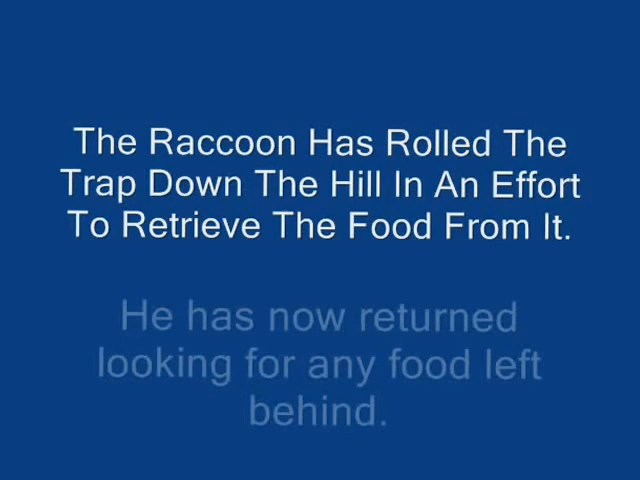 The Raccoon Has Rolled The
Trap Down The Hill In An Effort
To Retrieve The Food From It.
He has now returned
looking for any food left
behind.